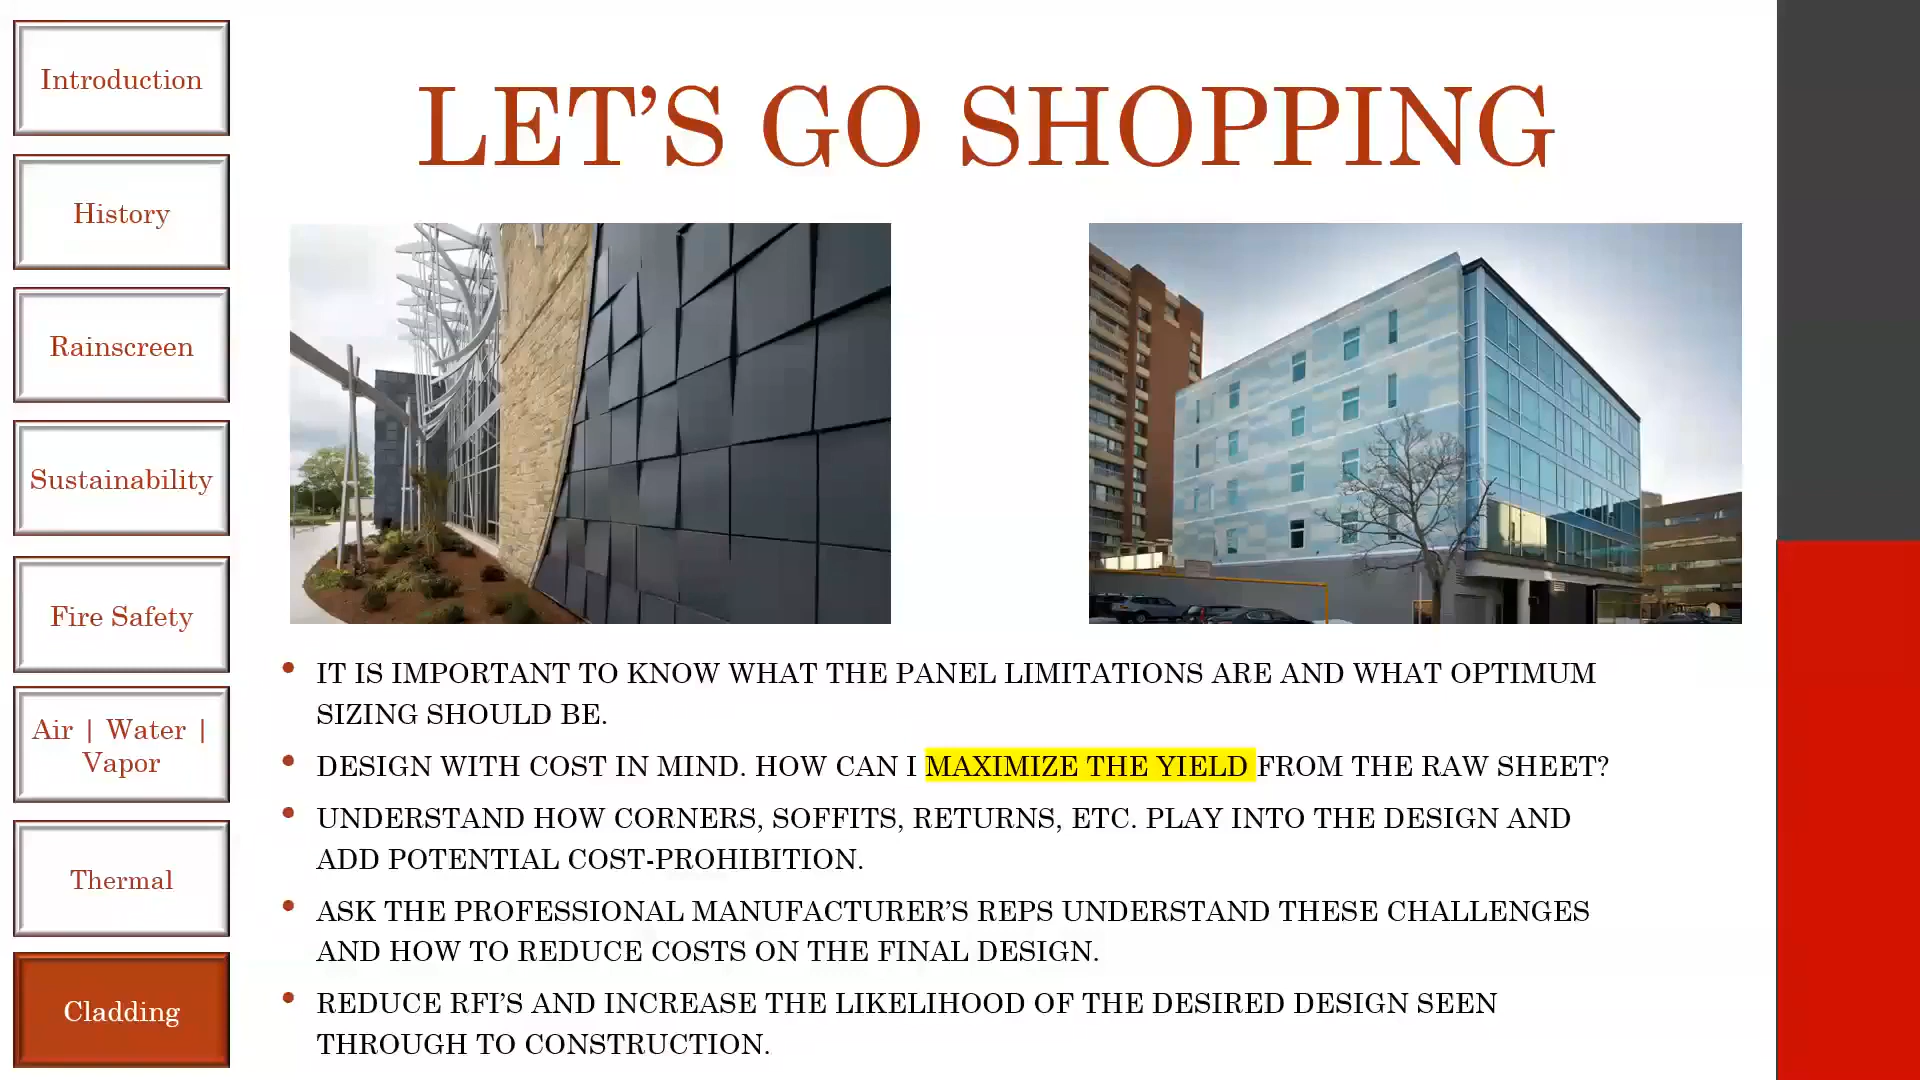 Introduction
History
Rainscreen
Sustainability
Fire Safety
Air | Water |
Vapor
Thermal
Cladding
LET’S GO SHOPPING
IT IS IMPORTANT TO KNOW WHAT THE PANEL LIMITATIONS ARE AND WHAT OPTIMUM
SIZING SHOULD BE.
DESIGN WITH COST IN MIND. HOW CAN I MAXIMIZE THE YIELD FROM THE RAW SHEET?
UNDERSTAND HOW CORNERS, SOFFITS, RETURNS, ETC. PLAY INTO THE DESIGN AND
ADD POTENTIAL COST-PROHIBITION.
ASK THE PROFESSIONAL MANUFACTURER’S REPS UNDERSTAND THESE CHALLENGES
AND HOW TO REDUCE COSTS ON THE FINAL DESIGN.
REDUCE RFI’S AND INCREASE THE LIKELIHOOD OF THE DESIRED DESIGN SEEN
THROUGH TO CONSTRUCTION.